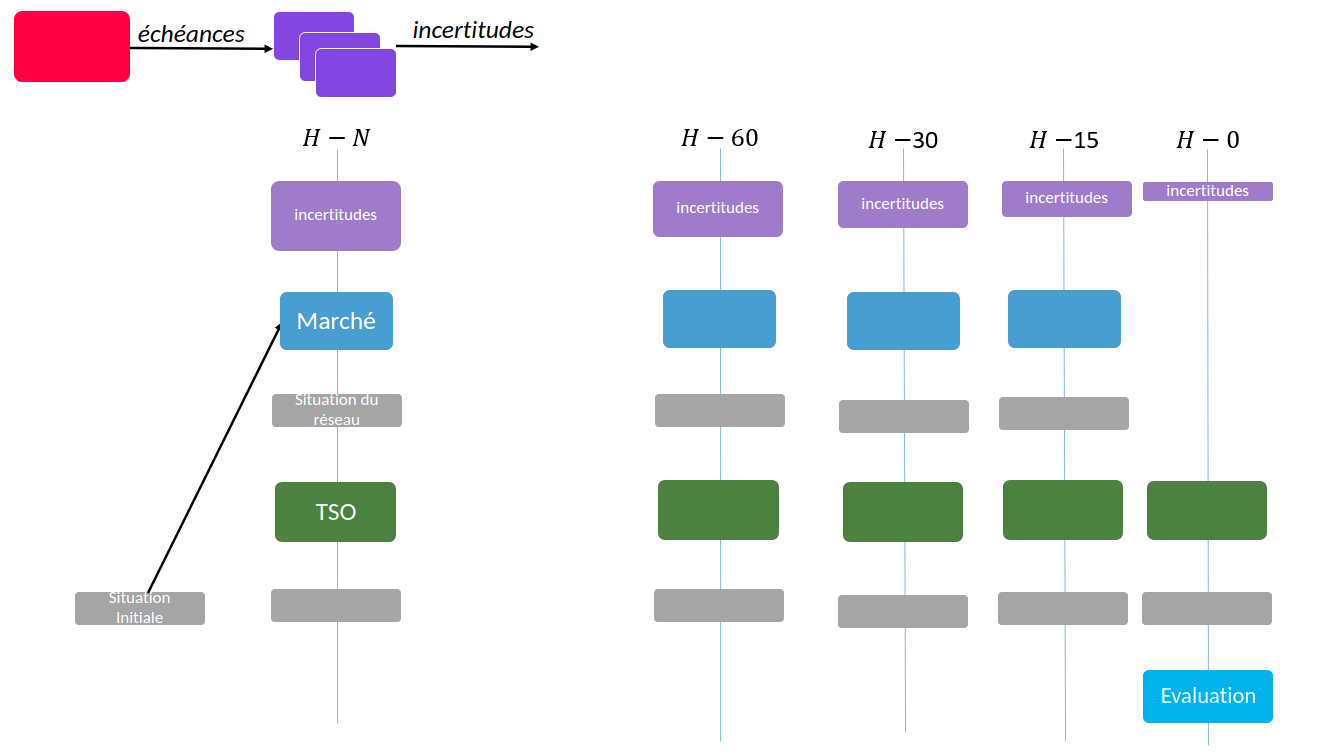 échéances
incertitudes
H − N
H − 60
H −30
H −15
H − 0
incertitudes
incertitudes
incertitudes
incertitudes
incertitudes
Marché
Situation du
réseau
TSO
Situation
Initiale
Evaluation